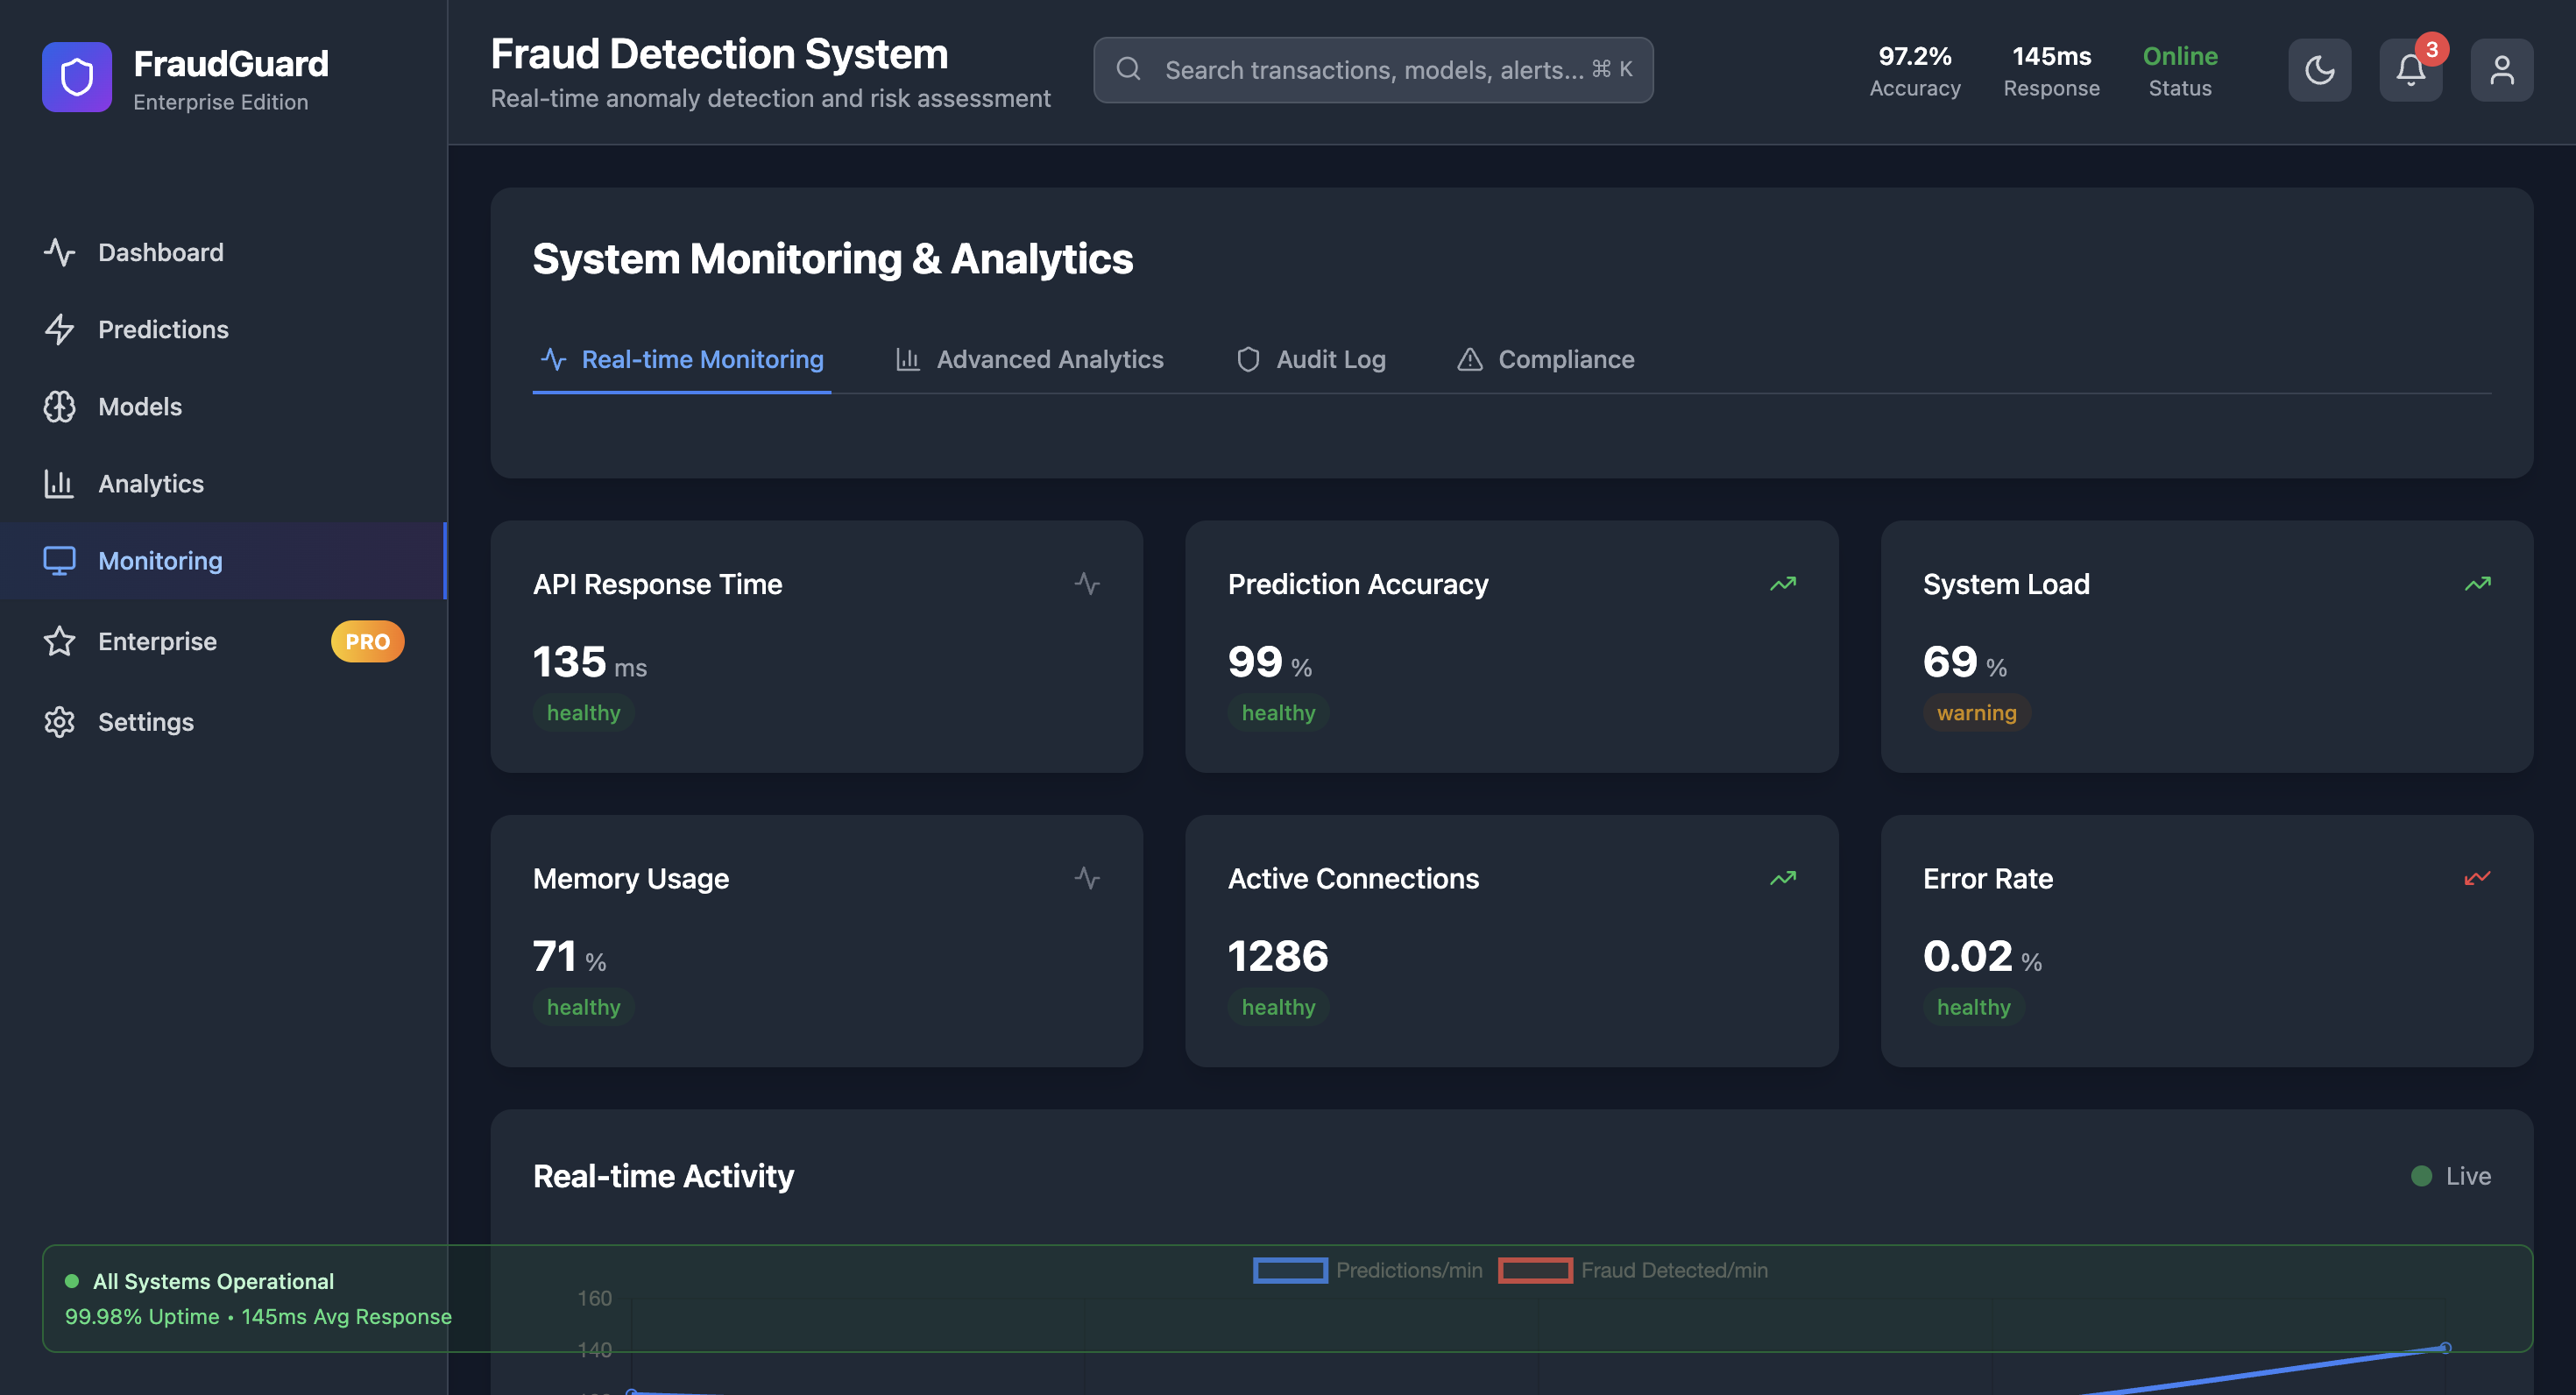 FraudGuard
Enterprise Edition
Dashboard
Predictions
Models
Analytics
Monitoring
Enterprise PRO
Settings
All Systems Operational
99.98% Uptime • 145ms Avg Response
Fraud Detection System
Real-time anomaly detection and risk assessment
Search transactions, models, alerts... ⌘ K
97.2% 145ms Online
Accuracy Response Status
3
System Monitoring & Analytics
Real-time Monitoring Advanced Analytics Audit Log Compliance
API Response Time
135 ms
healthy
Prediction Accuracy
99 %
healthy
System Load
69 %
warning
Memory Usage
71 %
healthy
Active Connections
1286
healthy
Error Rate
0.02 %
healthy
Real-time Activity
Live
Predictions/min Fraud Detected/min
160
140